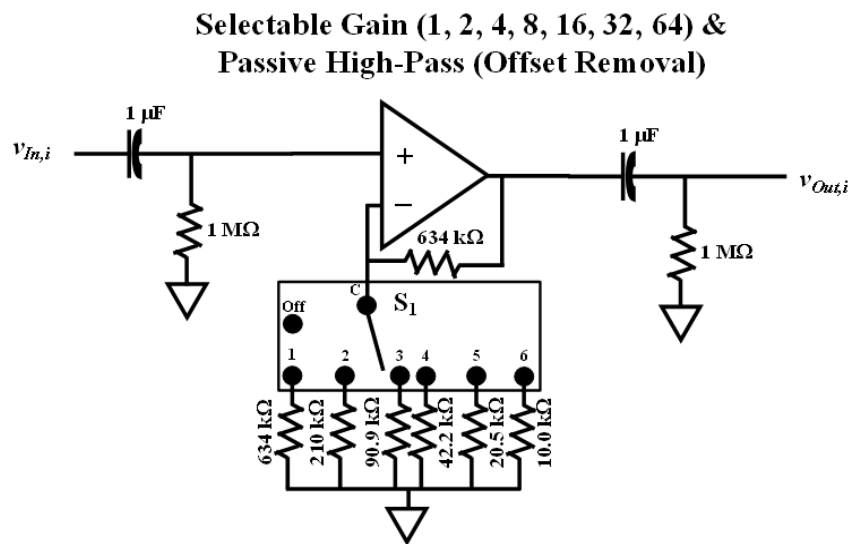 Selectable Gain (1, 2, 4, 8, 16, 32, 64) &
Passive High-Pass (Offset Removal)
1 μF
1 μF
v_In,i
+
v_Out,i
−
634 kΩ
1 MΩ
1 MΩ
C
S₁
Off
1
2
3
4
5
6
634 kΩ
210 kΩ
90.9 kΩ
42.2 kΩ
20.5 kΩ
10.0 kΩ